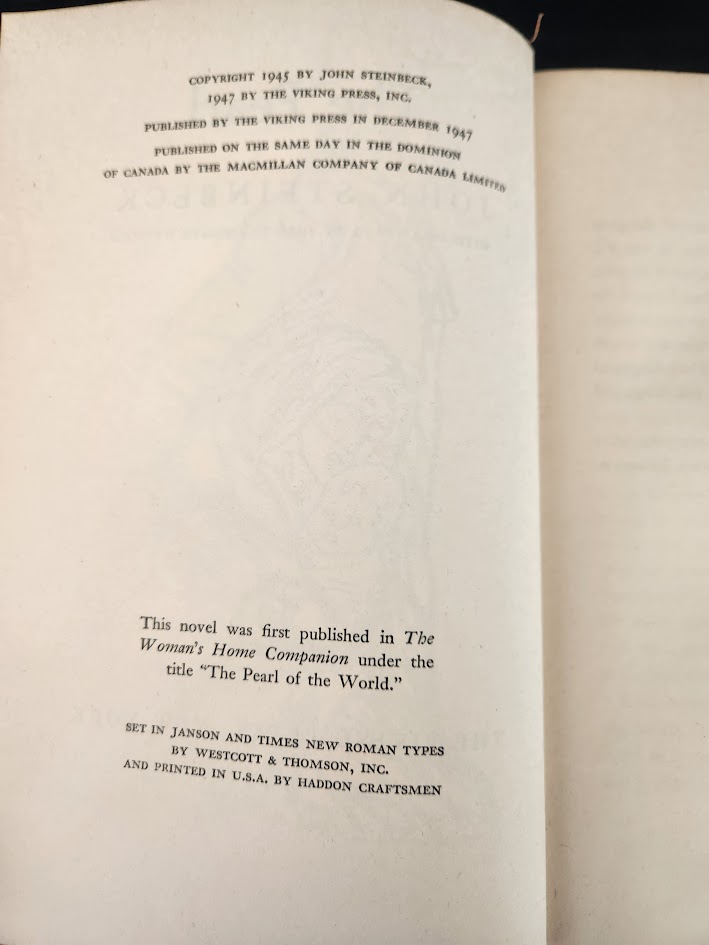 COPYRIGHT 1945 BY JOHN STEINBECK,
1947 BY THE VIKING PRESS, INC.
PUBLISHED BY THE VIKING PRESS IN DECEMBER 1947
PUBLISHED ON THE SAME DAY IN THE DOMINION
OF CANADA BY THE MACMILLAN COMPANY OF CANADA LIMITED
JOHN STEINBECK
This novel was first published in The
Woman's Home Companion under the
title "The Pearl of the World."
SET IN JANSON AND TIMES NEW ROMAN TYPES
BY WESTCOTT & THOMSON, INC.
AND PRINTED IN U.S.A. BY HADDON CRAFTSMEN